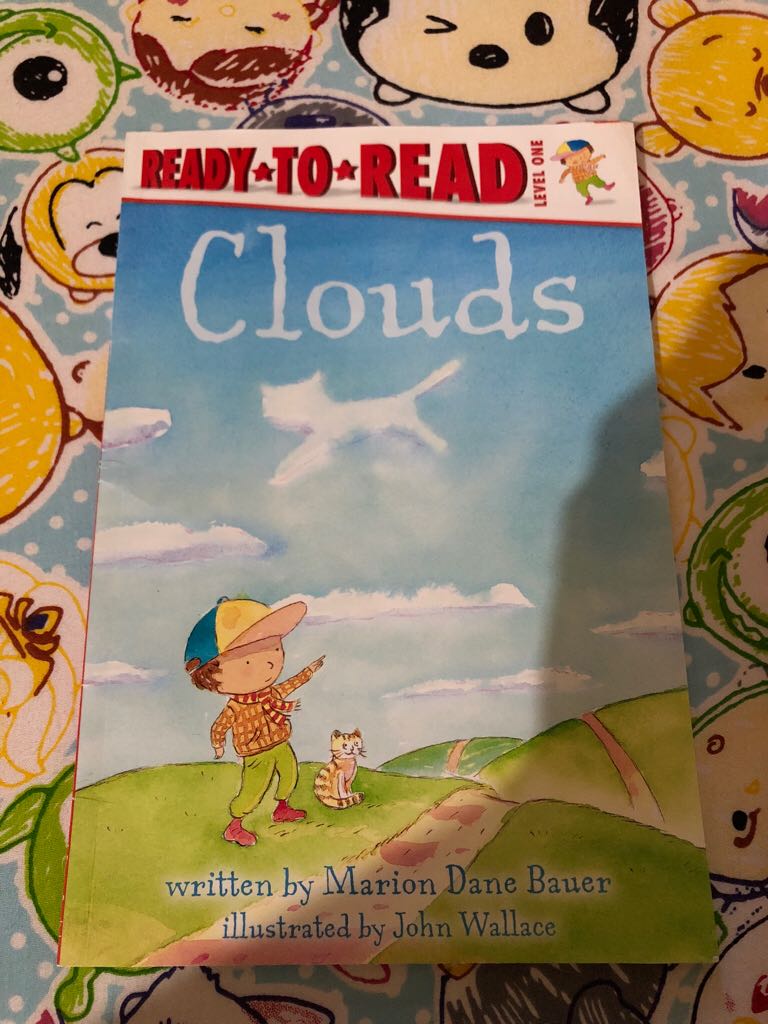 READY★TO★READ
LEVEL ONE
Clouds
written by Marion Dane Bauer
illustrated by John Wallace